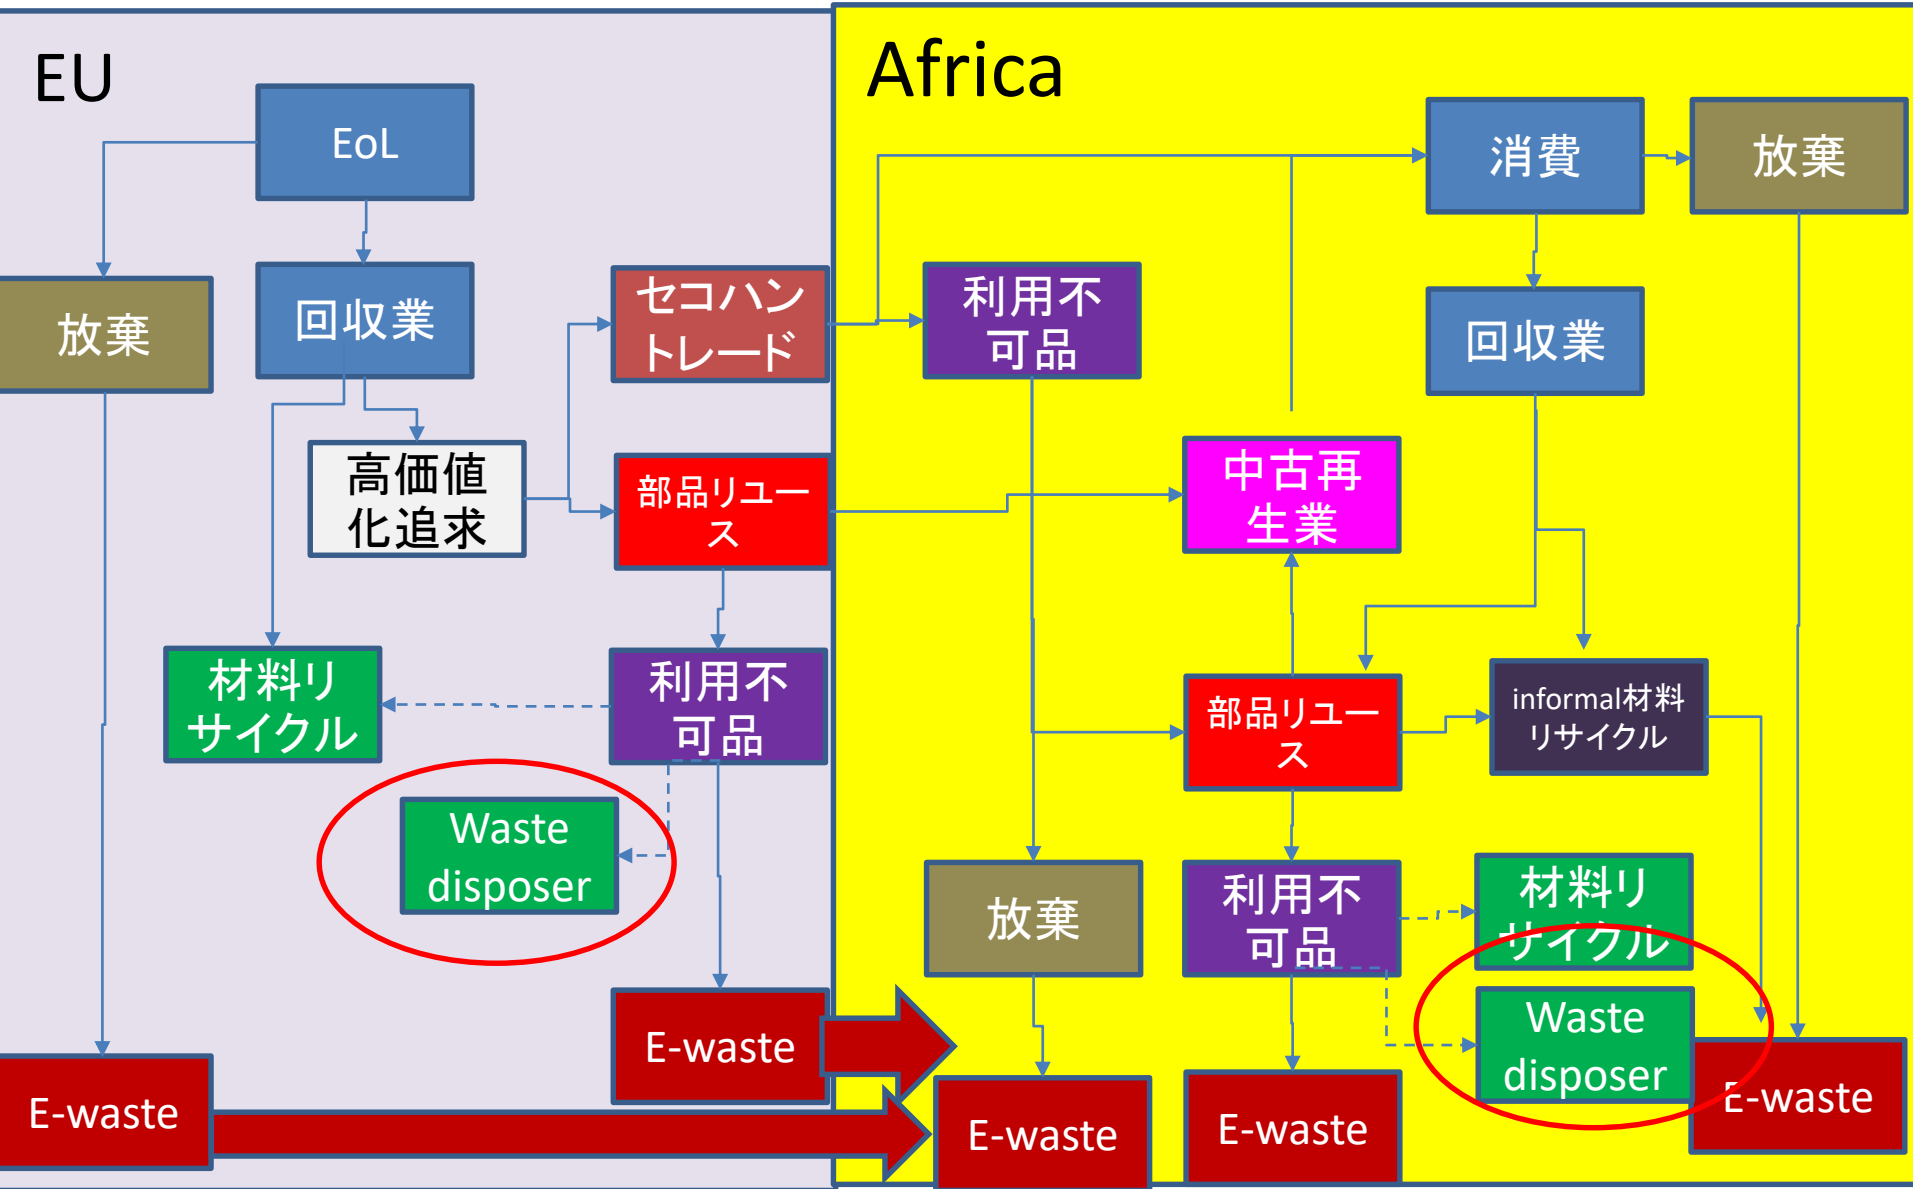 EU
EoL
放棄
回収業
セコハン
トレード
高価値
化追求
部品リユー
ス
材料リ
サイクル
利用不
可品
Waste
disposer
E-waste
E-waste
Africa
消費
放棄
利用不
可品
回収業
中古再
生業
部品リユー
ス
informal材料
リサイクル
放棄
利用不
可品
材料リ
サイクル
Waste
disposer
E-waste
E-waste
E-waste